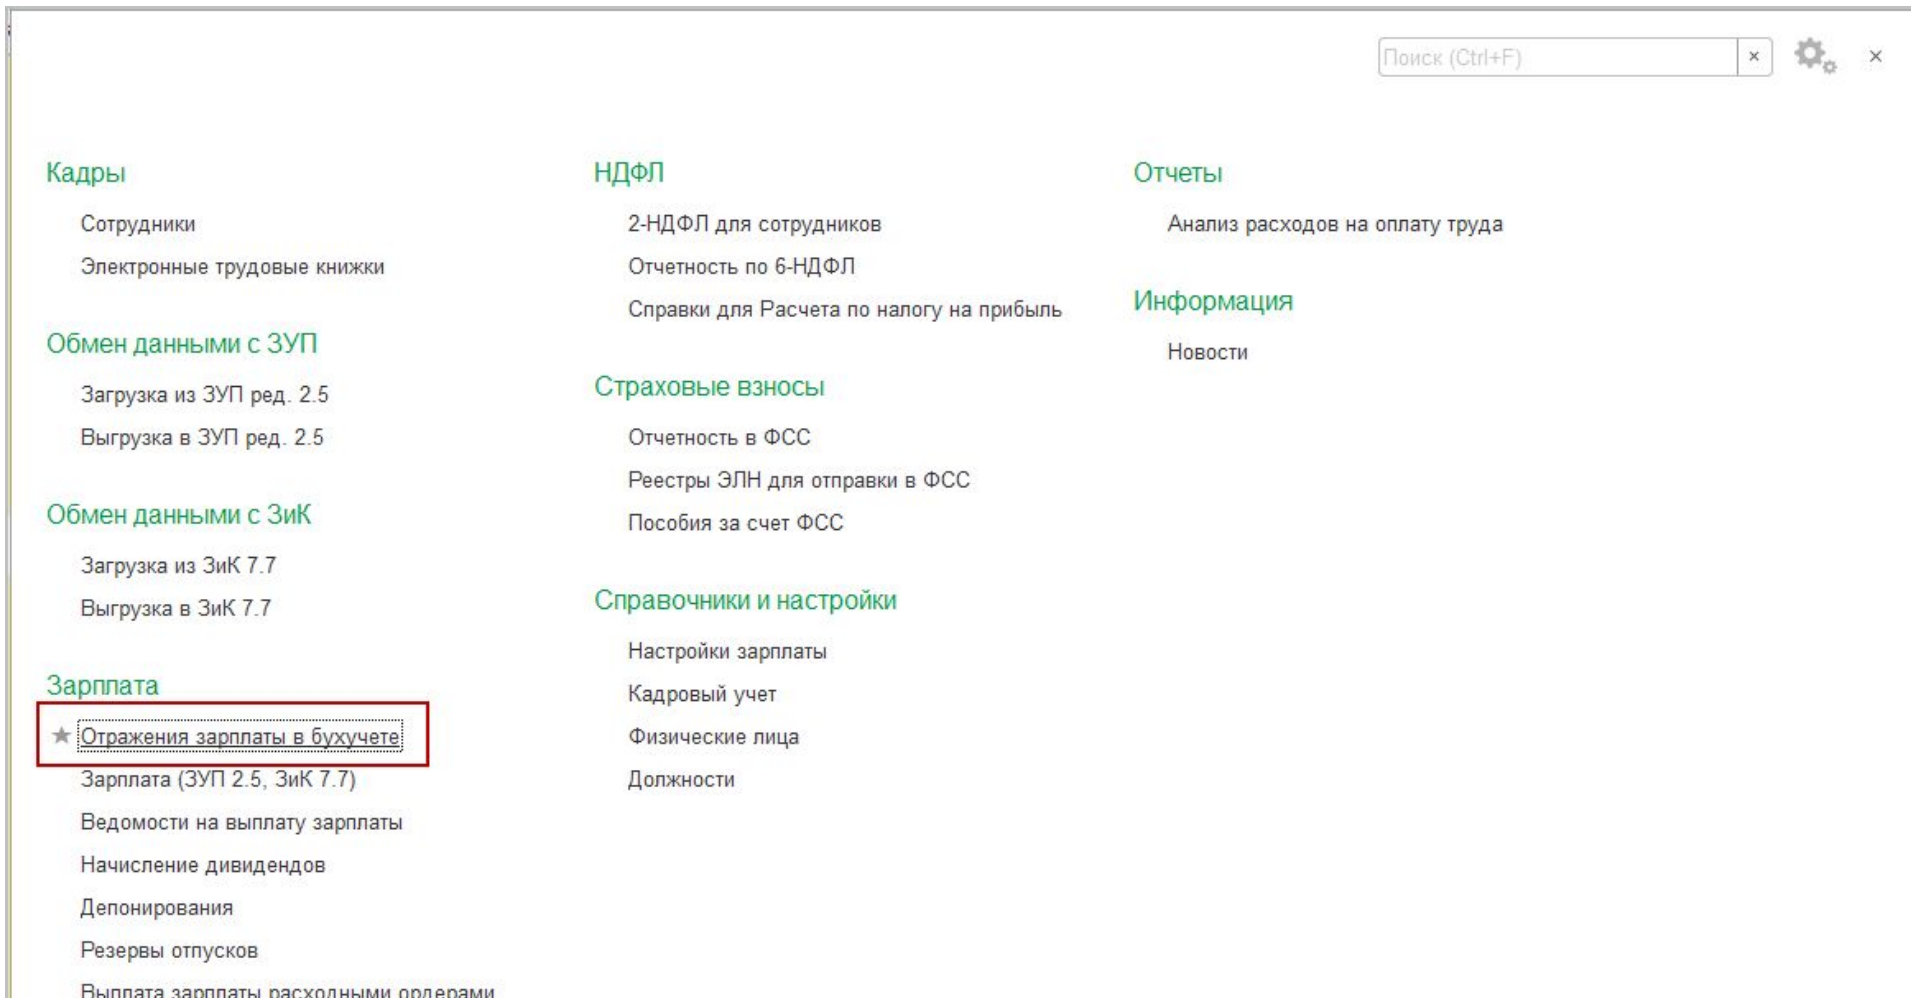 Поиск (Ctrl+F)
Кадры
Сотрудники
Электронные трудовые книжки
Обмен данными с ЗУП
Загрузка из ЗУП ред. 2.5
Выгрузка в ЗУП ред. 2.5
Обмен данными с ЗиК
Загрузка из ЗиК 7.7
Выгрузка в ЗиК 7.7
Зарплата
Отражения зарплаты в бухучете
Зарплата (ЗУП 2.5, ЗиК 7.7)
Ведомости на выплату зарплаты
Начисление дивидендов
Депонирования
Резервы отпусков
Выплата зарплаты расходными ордерами
НДФЛ
2-НДФЛ для сотрудников
Отчетность по 6-НДФЛ
Справки для Расчета по налогу на прибыль
Страховые взносы
Отчетность в ФСС
Реестры ЭЛН для отправки в ФСС
Пособия за счет ФСС
Справочники и настройки
Настройки зарплаты
Кадровый учет
Физические лица
Должности
Отчеты
Анализ расходов на оплату труда
Информация
Новости